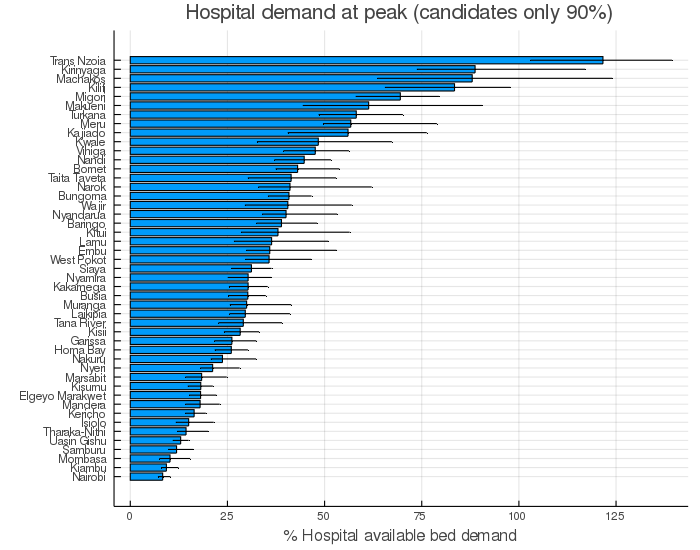 Hospital demand at peak (candidates only 90%)
Trans Nzoia
Kirinyaga
Machakos
Kilifi
Migori
Makueni
Turkana
Meru
Kajiado
Kwale
Vihiga
Nandi
Bomet
Taita Taveta
Narok
Bungoma
Wajir
Nyandarua
Baringo
Kitui
Lamu
Embu
West Pokot
Siaya
Nyamira
Kakamega
Busia
Muranga
Laikipia
Tana River
Kisii
Garissa
Homa Bay
Nakuru
Nyeri
Marsabit
Kisumu
Elgeyo Marakwet
Mandera
Kericho
Isiolo
Tharaka-Nithi
Uasin Gishu
Samburu
Mombasa
Kiambu
Nairobi
0 25 50 75 100 125
% Hospital available bed demand